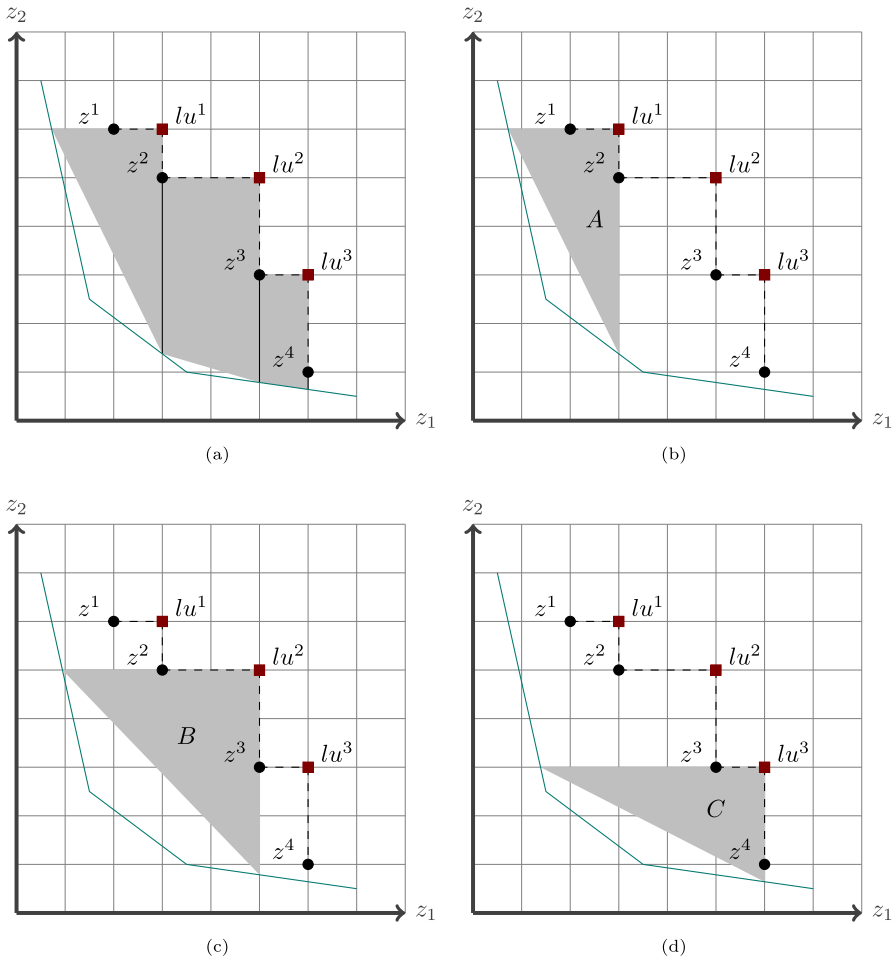 z₂ z₂
z¹ lu¹ z¹ lu¹
z² lu² z² lu²
A
z³ lu³ z³ lu³
z⁴ z⁴
z₁ z₁
(a) (b)
z₂ z₂
z¹ lu¹ z¹ lu¹
z² lu² z² lu²
B
z³ lu³ z³ lu³
C
z⁴ z⁴
z₁ z₁
(c) (d)